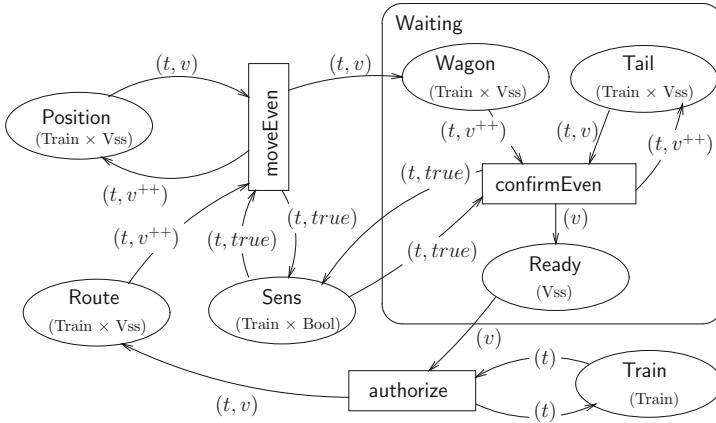 Waiting
(t, v)
(t, v)
Wagon
(Train × Vss)
Tail
(Train × Vss)
Position
(Train × Vss)
moveEven
(t, v⁺⁺)
(t, v)
(t, v⁺⁺)
(t, v⁺⁺)
(t, true)
confirmEven
(t, v⁺⁺)
(t, true)
(t, true)
(t, true)
(v)
Route
(Train × Vss)
Sens
(Train × Bool)
Ready
(Vss)
(v)
(t, v)
authorize
(t)
(t)
Train
(Train)